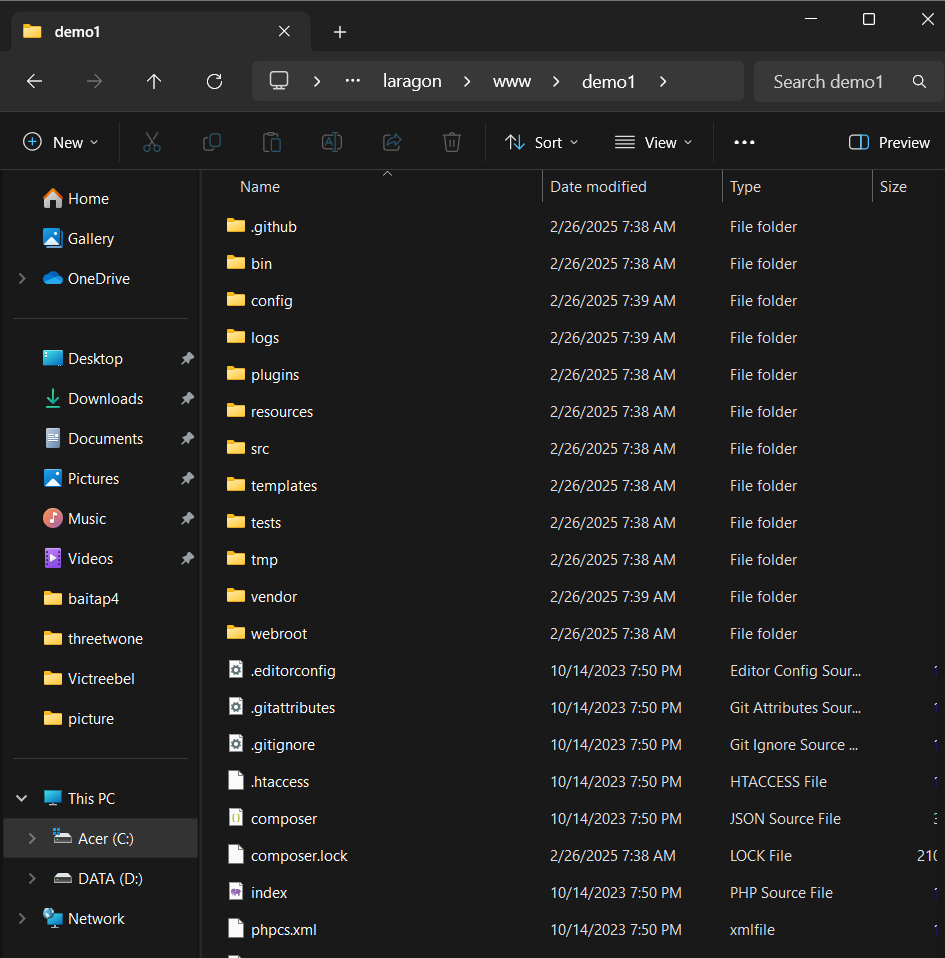 demo1
laragon www demo1 Search demo1
New Sort View Preview
Name Date modified Type Size
Home
Gallery
OneDrive
Desktop
Downloads
Documents
Pictures
Music
Videos
baitap4
threetwone
Victreebel
picture
This PC
Acer (C:)
DATA (D:)
Network
.github 2/26/2025 7:38 AM File folder
bin 2/26/2025 7:38 AM File folder
config 2/26/2025 7:39 AM File folder
logs 2/26/2025 7:39 AM File folder
plugins 2/26/2025 7:38 AM File folder
resources 2/26/2025 7:38 AM File folder
src 2/26/2025 7:38 AM File folder
templates 2/26/2025 7:38 AM File folder
tests 2/26/2025 7:38 AM File folder
tmp 2/26/2025 7:38 AM File folder
vendor 2/26/2025 7:39 AM File folder
webroot 2/26/2025 7:38 AM File folder
.editorconfig 10/14/2023 7:50 PM Editor Config Sour...
.gitattributes 10/14/2023 7:50 PM Git Attributes Sour...
.gitignore 10/14/2023 7:50 PM Git Ignore Source ...
.htaccess 10/14/2023 7:50 PM HTACCESS File
composer 10/14/2023 7:50 PM JSON Source File
composer.lock 2/26/2025 7:38 AM LOCK File
index 10/14/2023 7:50 PM PHP Source File
phpcs.xml 10/14/2023 7:50 PM xmlfile